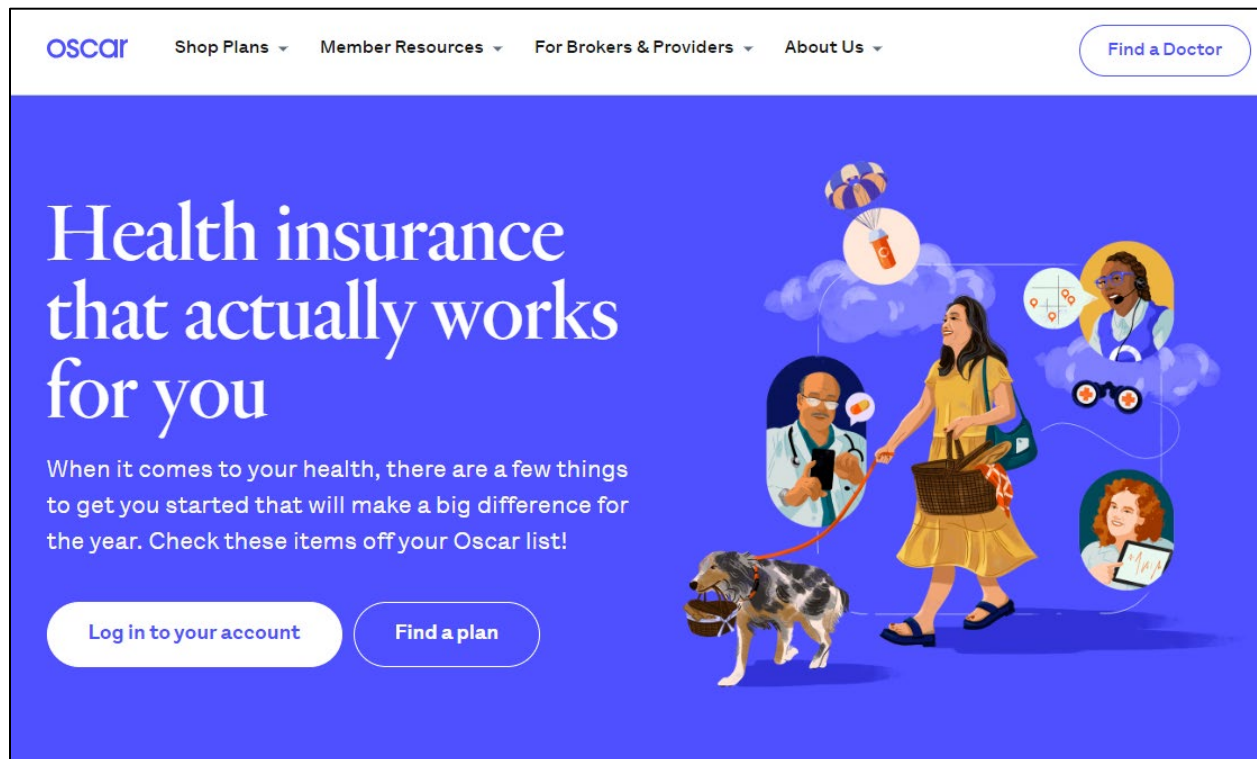 oscar Shop Plans Member Resources For Brokers & Providers About Us Find a Doctor
Health insurance
that actually works
for you
When it comes to your health, there are a few things
to get you started that will make a big difference for
the year. Check these items off your Oscar list!
Log in to your account Find a plan